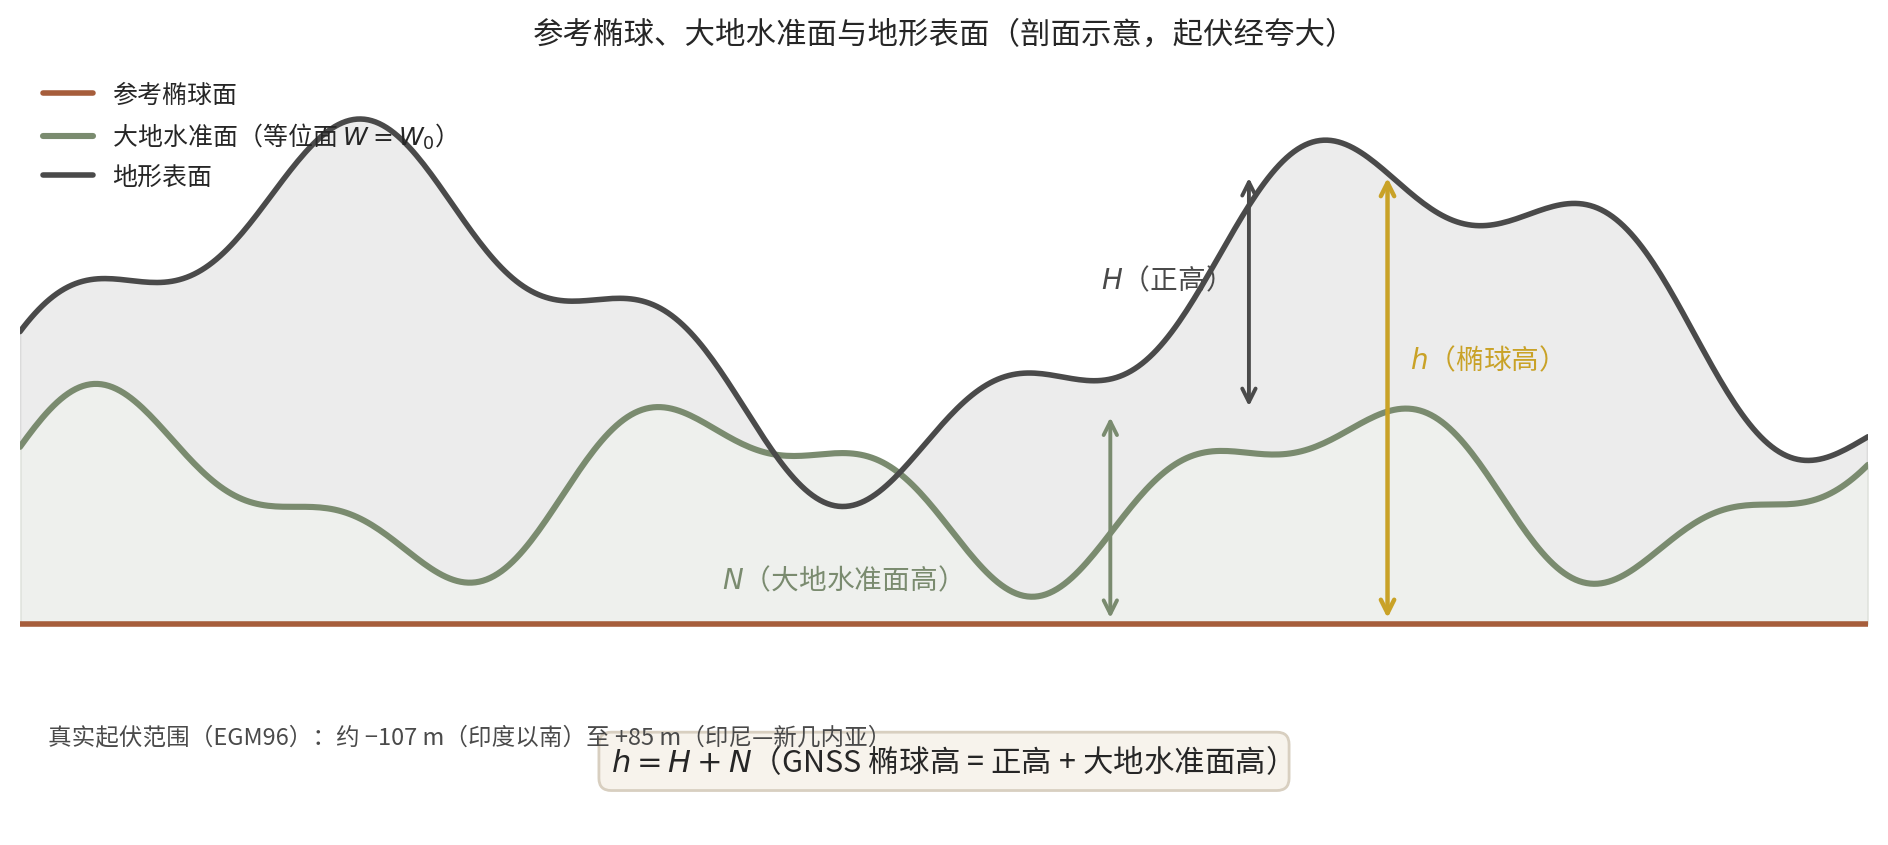 参考椭球、大地水准面与地形表面（剖面示意，起伏经夸大）
参考椭球面
大地水准面（等位面 W = W₀）
地形表面
H（正高）
h（椭球高）
N（大地水准面高）
真实起伏范围（EGM96）：约 −107 m（印度以南）至 +85 m（印尼—新几内亚）
h = H + N（GNSS 椭球高 = 正高 + 大地水准面高）